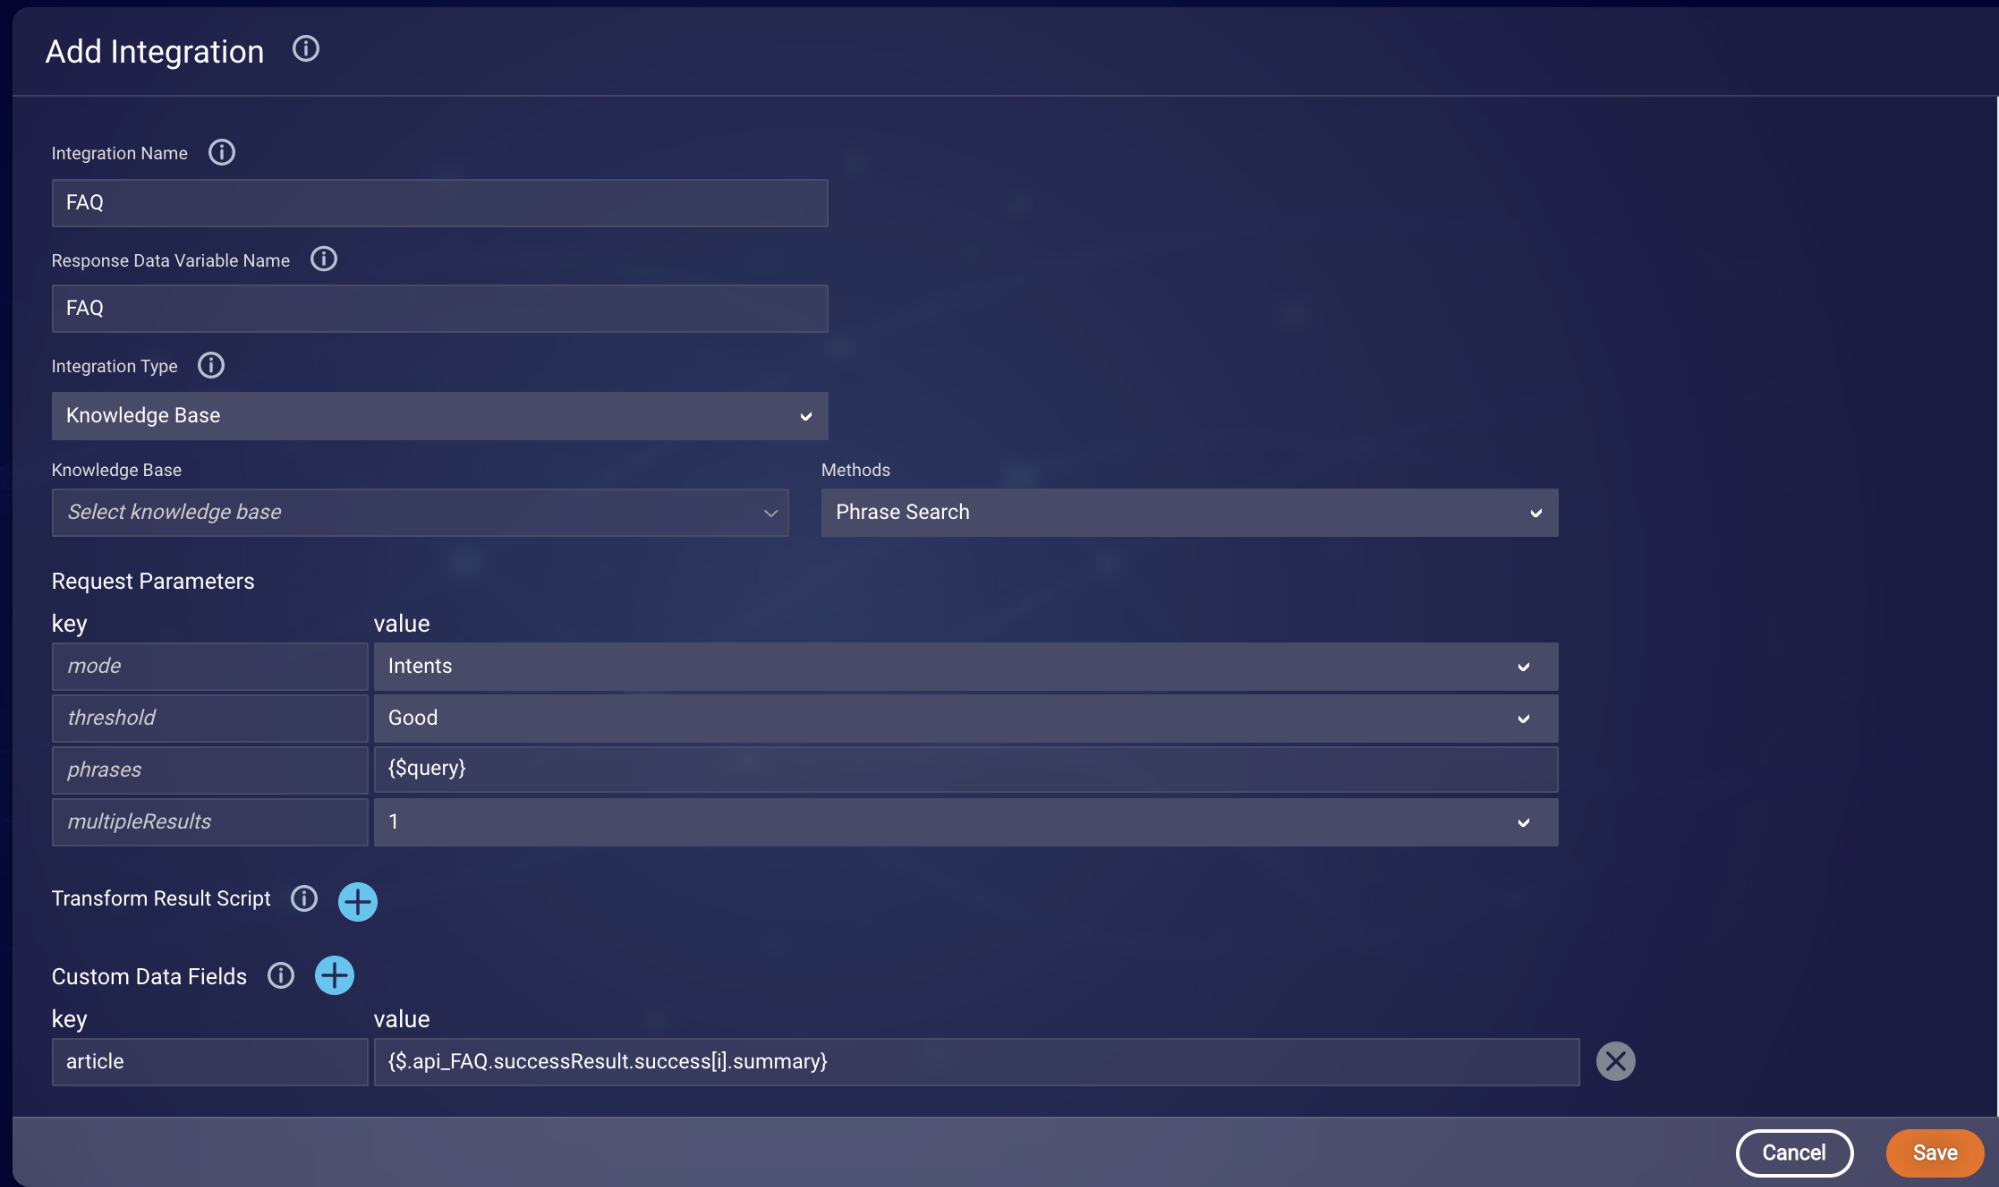 Add Integration
Integration Name
FAQ
Response Data Variable Name
FAQ
Integration Type
Knowledge Base
Knowledge Base Methods
Select knowledge base Phrase Search
Request Parameters
key value
mode Intents
threshold Good
phrases {$query}
multipleResults 1
Transform Result Script
Custom Data Fields
key value
article {$.api_FAQ.successResult.success[i].summary}
Cancel Save